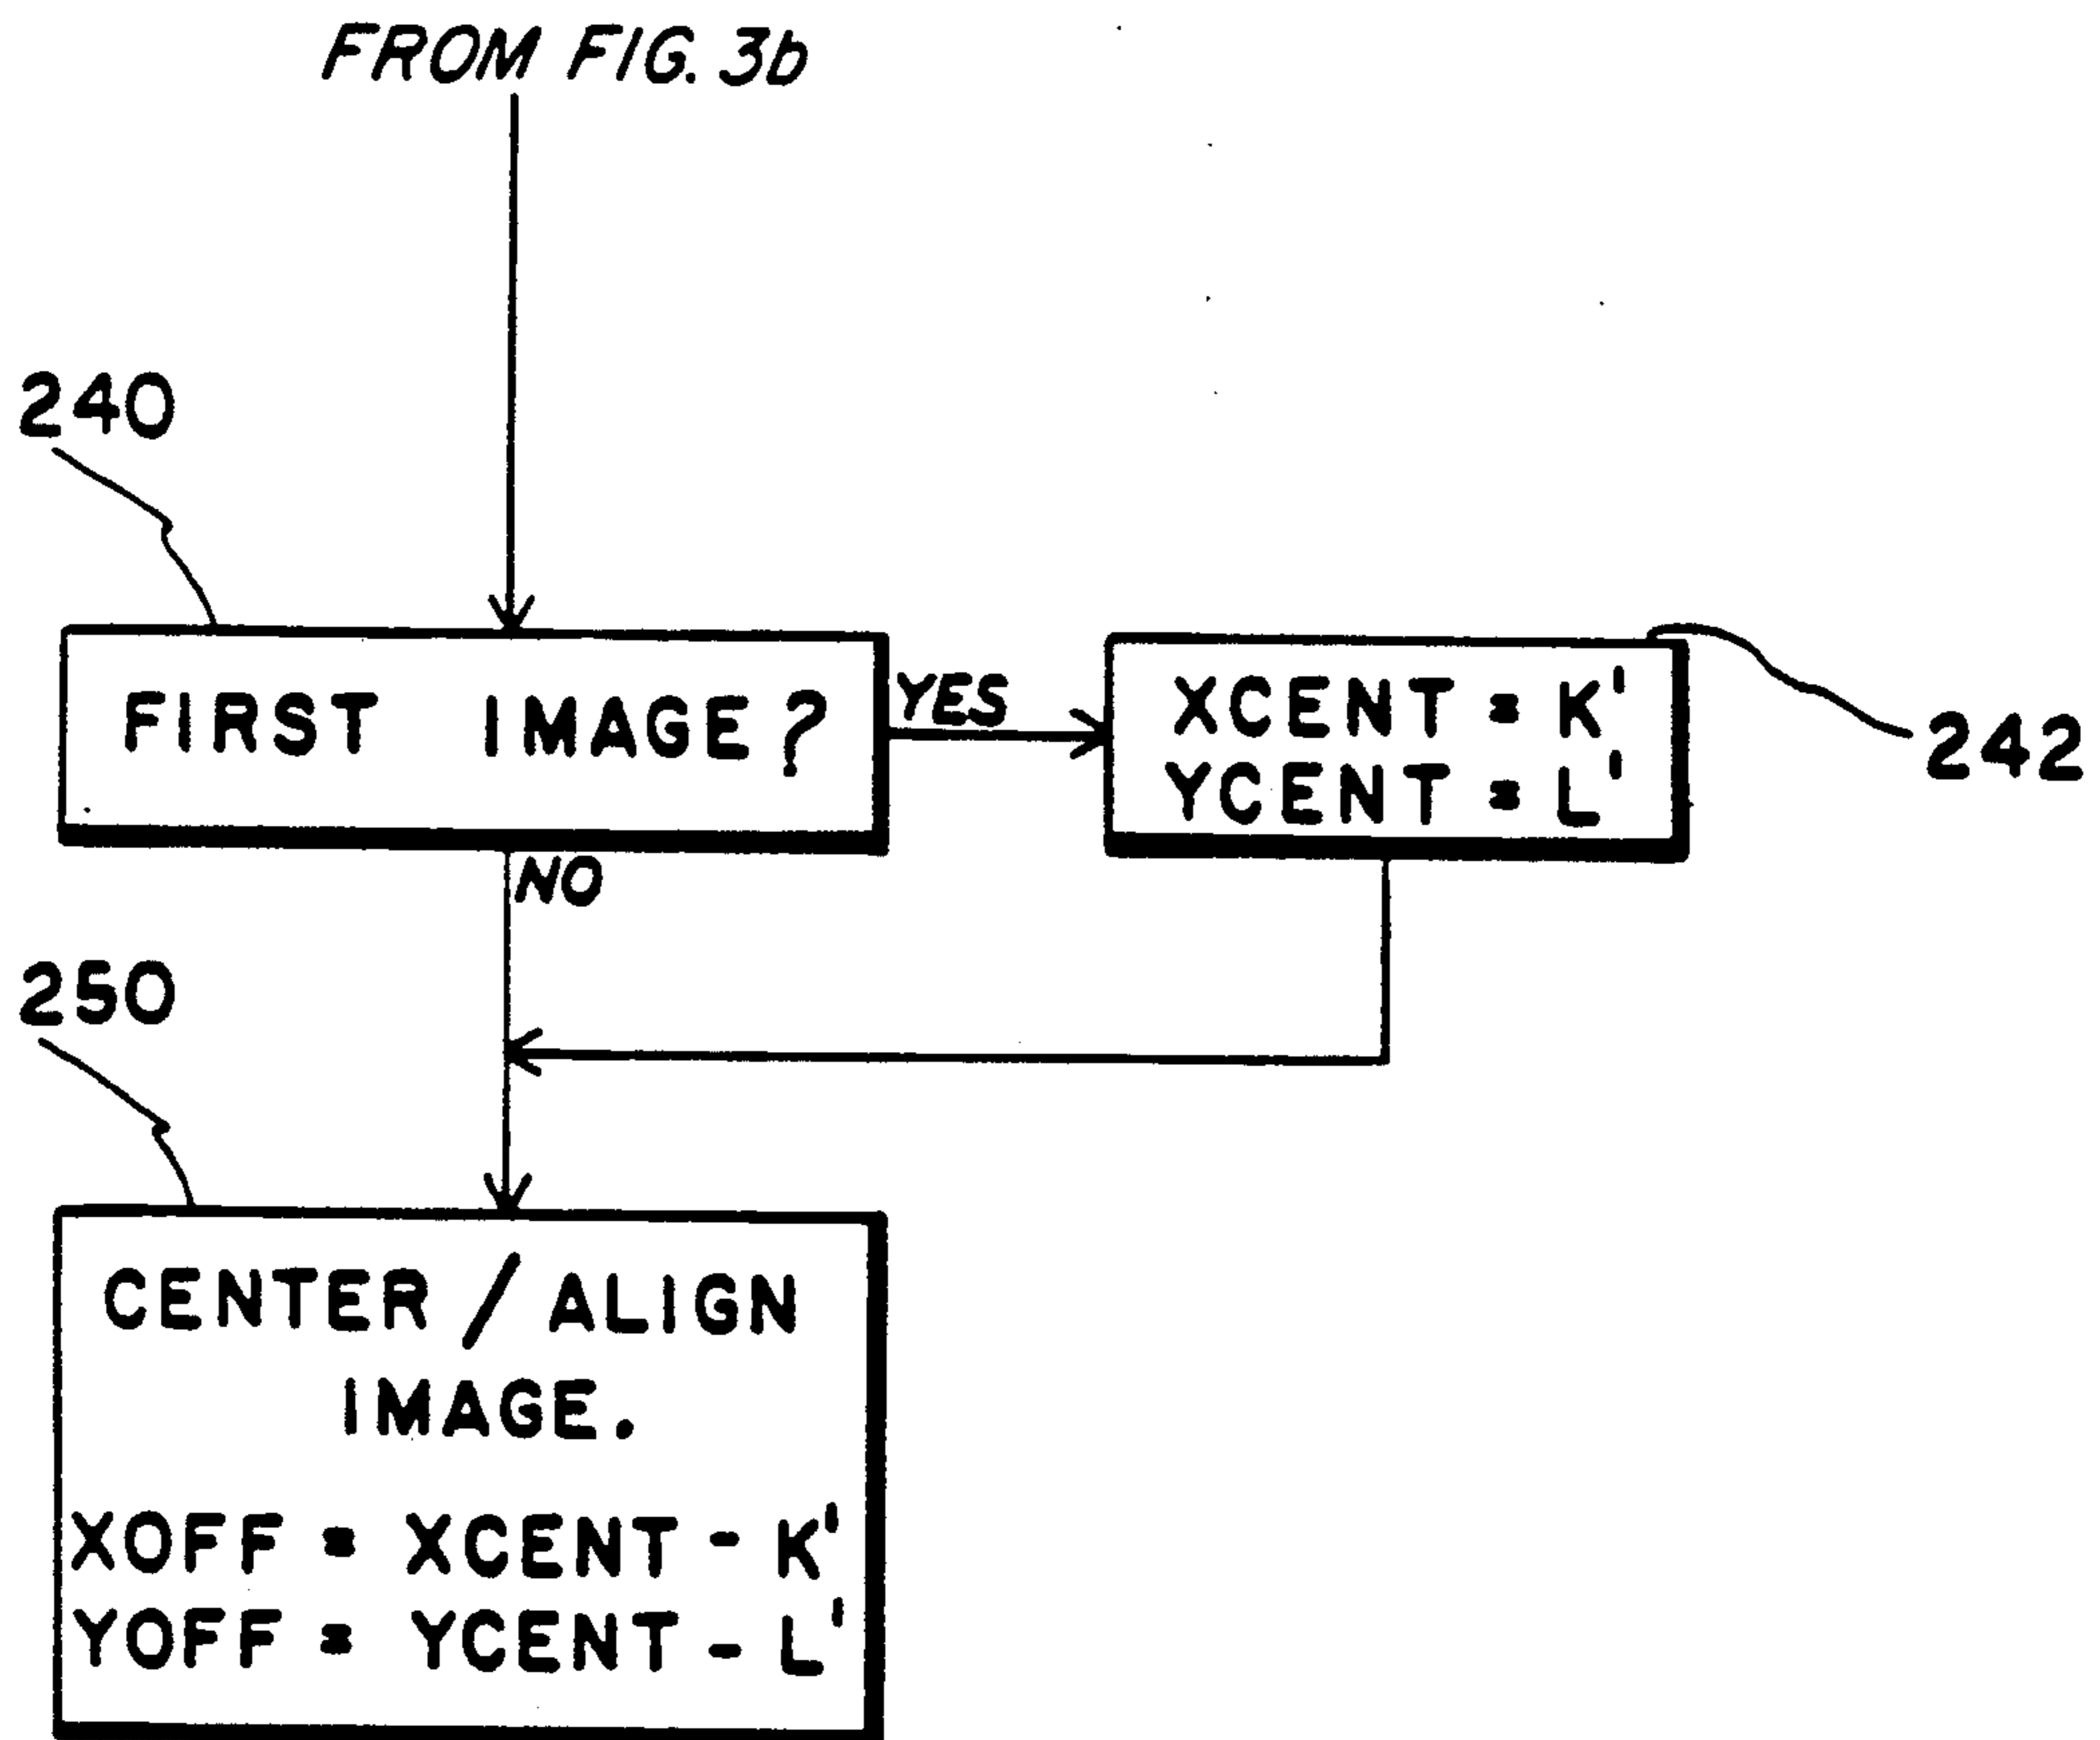 FROM FIG. 3b
240
FIRST IMAGE?
YES
XCENT = K'
YCENT = L'
242
NO
250
CENTER/ALIGN
IMAGE.
XOFF = XCENT - K'
YOFF = YCENT - L'